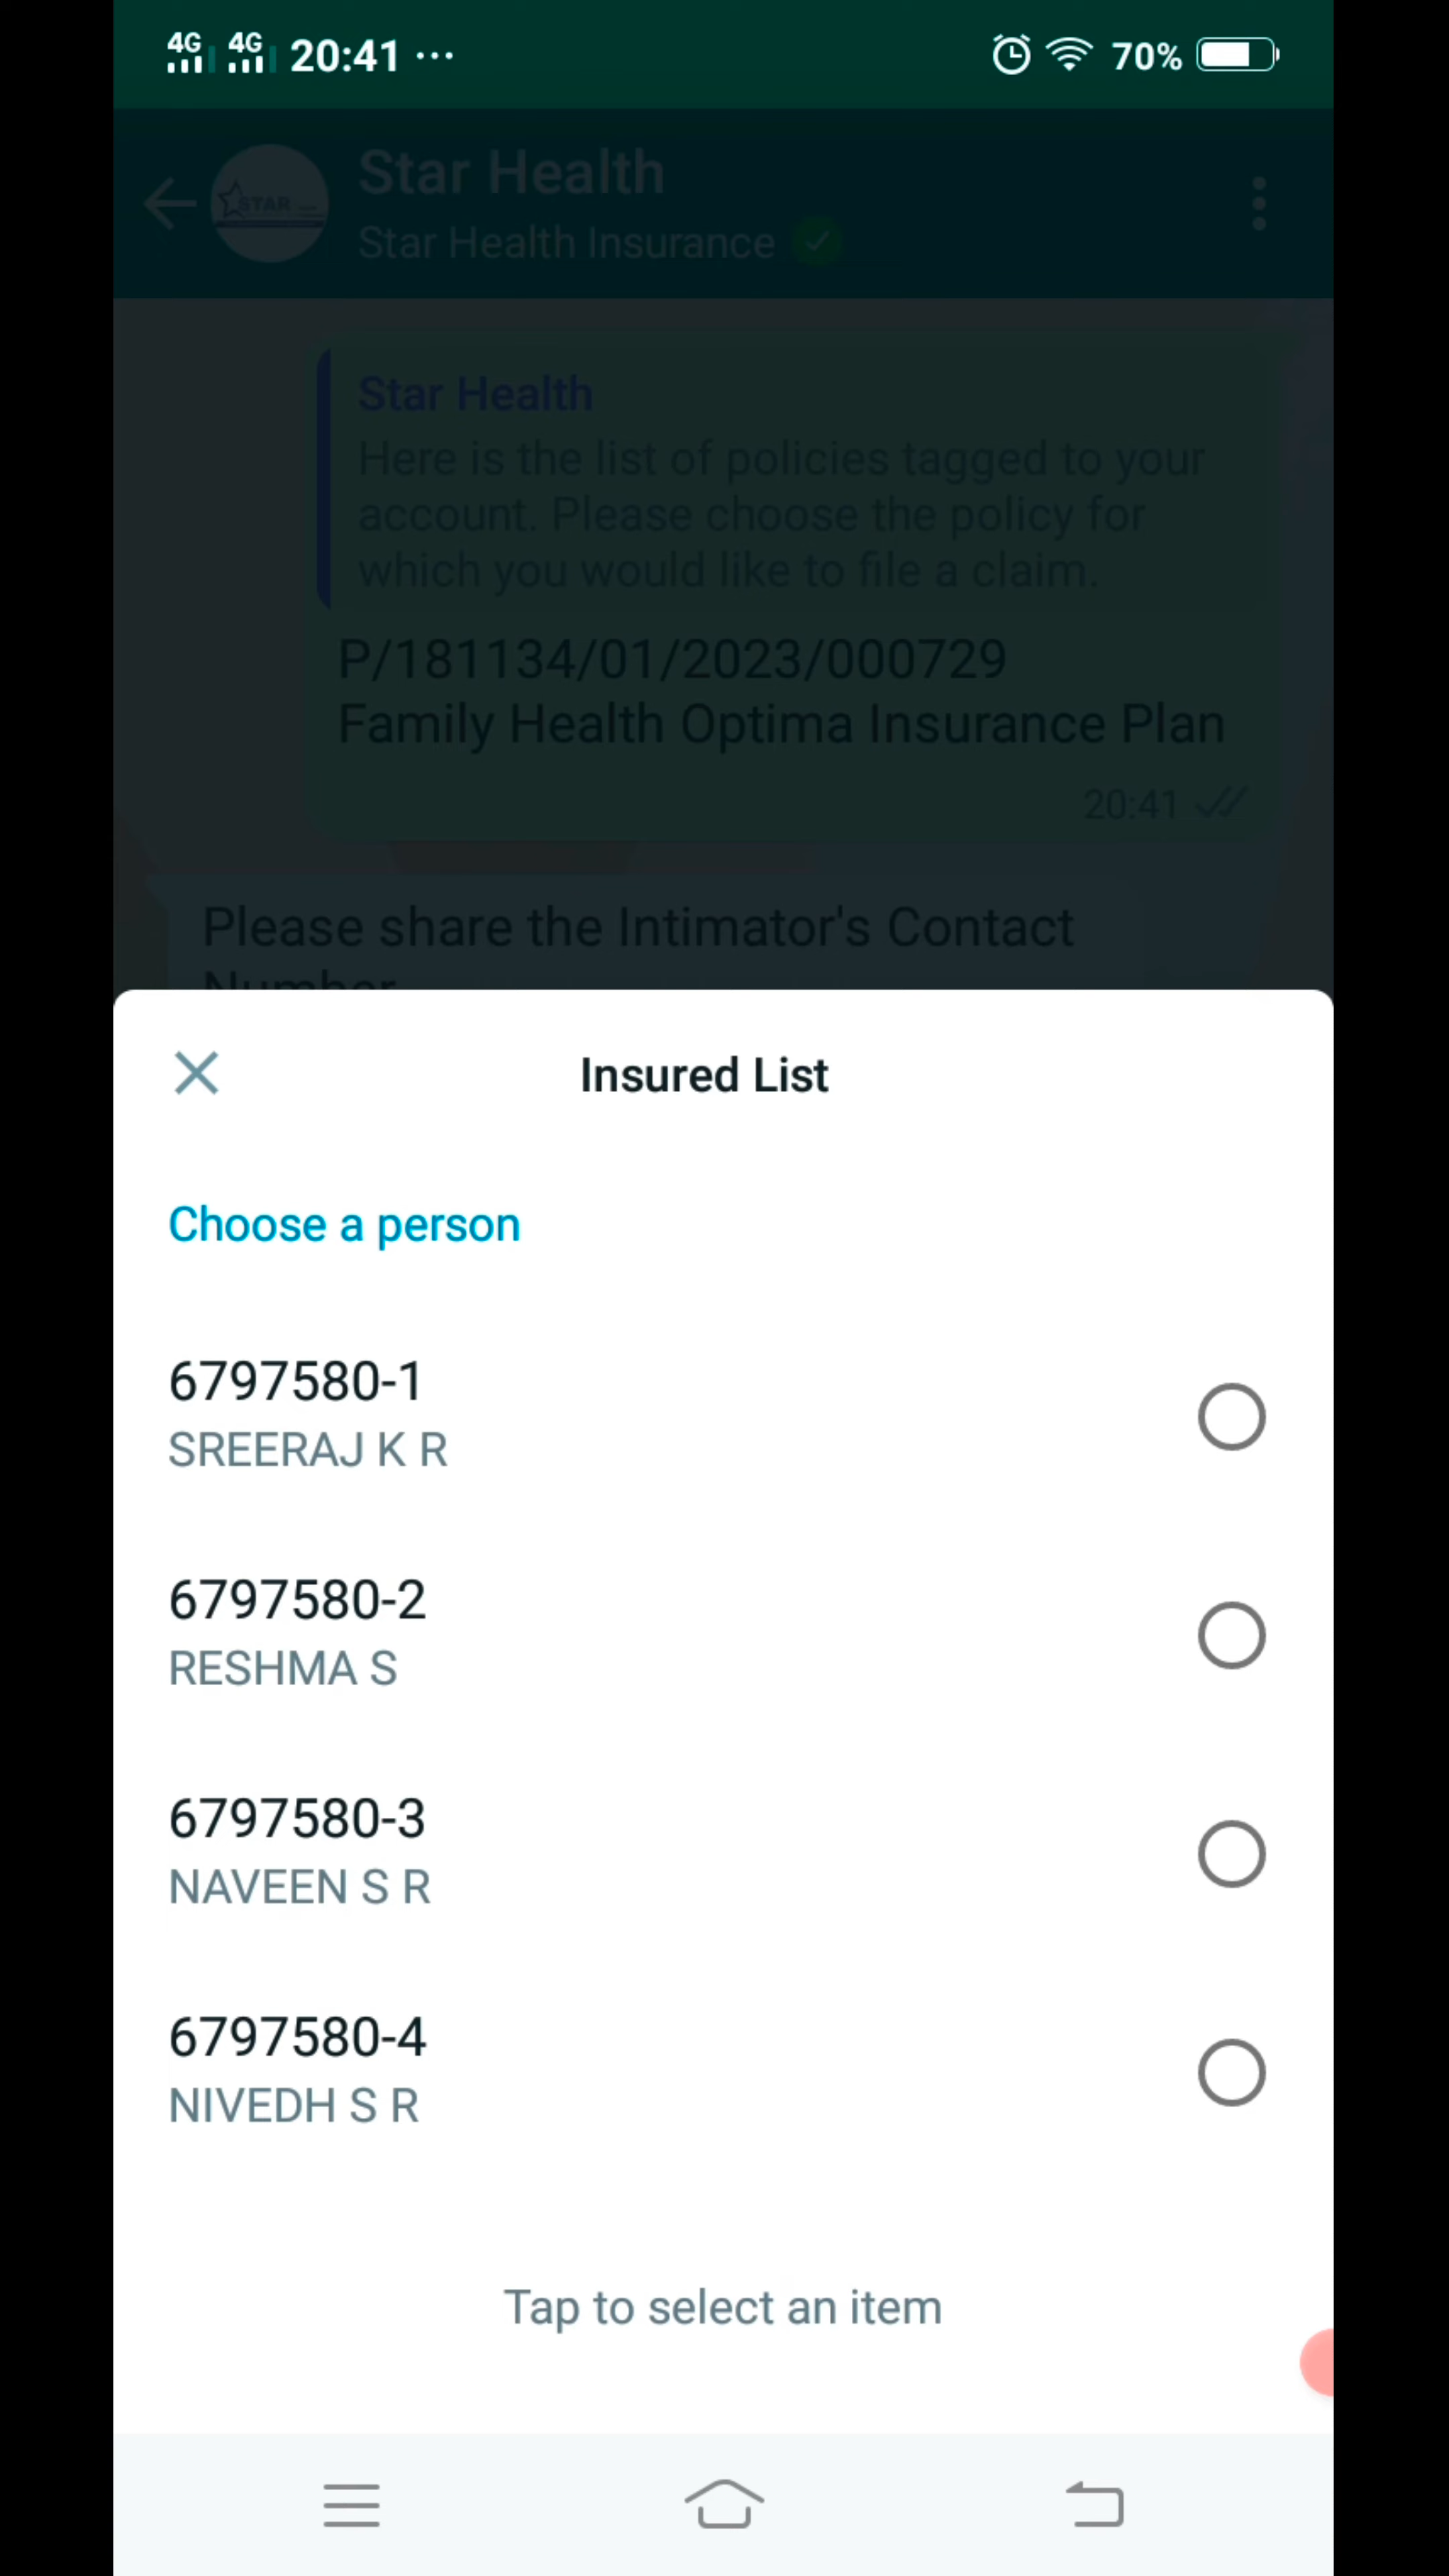 4G 4G 20:41 ... 70%
STAR
Star Health
Star Health Insurance
Star Health
Here is the list of policies tagged to your
account. Please choose the policy for
which you would like to file a claim.
P/181134/01/2023/000729
Family Health Optima Insurance Plan
20:41
Please share the Intimator's Contact
Number
Insured List
Choose a person
6797580-1
SREERAJ K R
6797580-2
RESHMA S
6797580-3
NAVEEN S R
6797580-4
NIVEDH S R
Tap to select an item